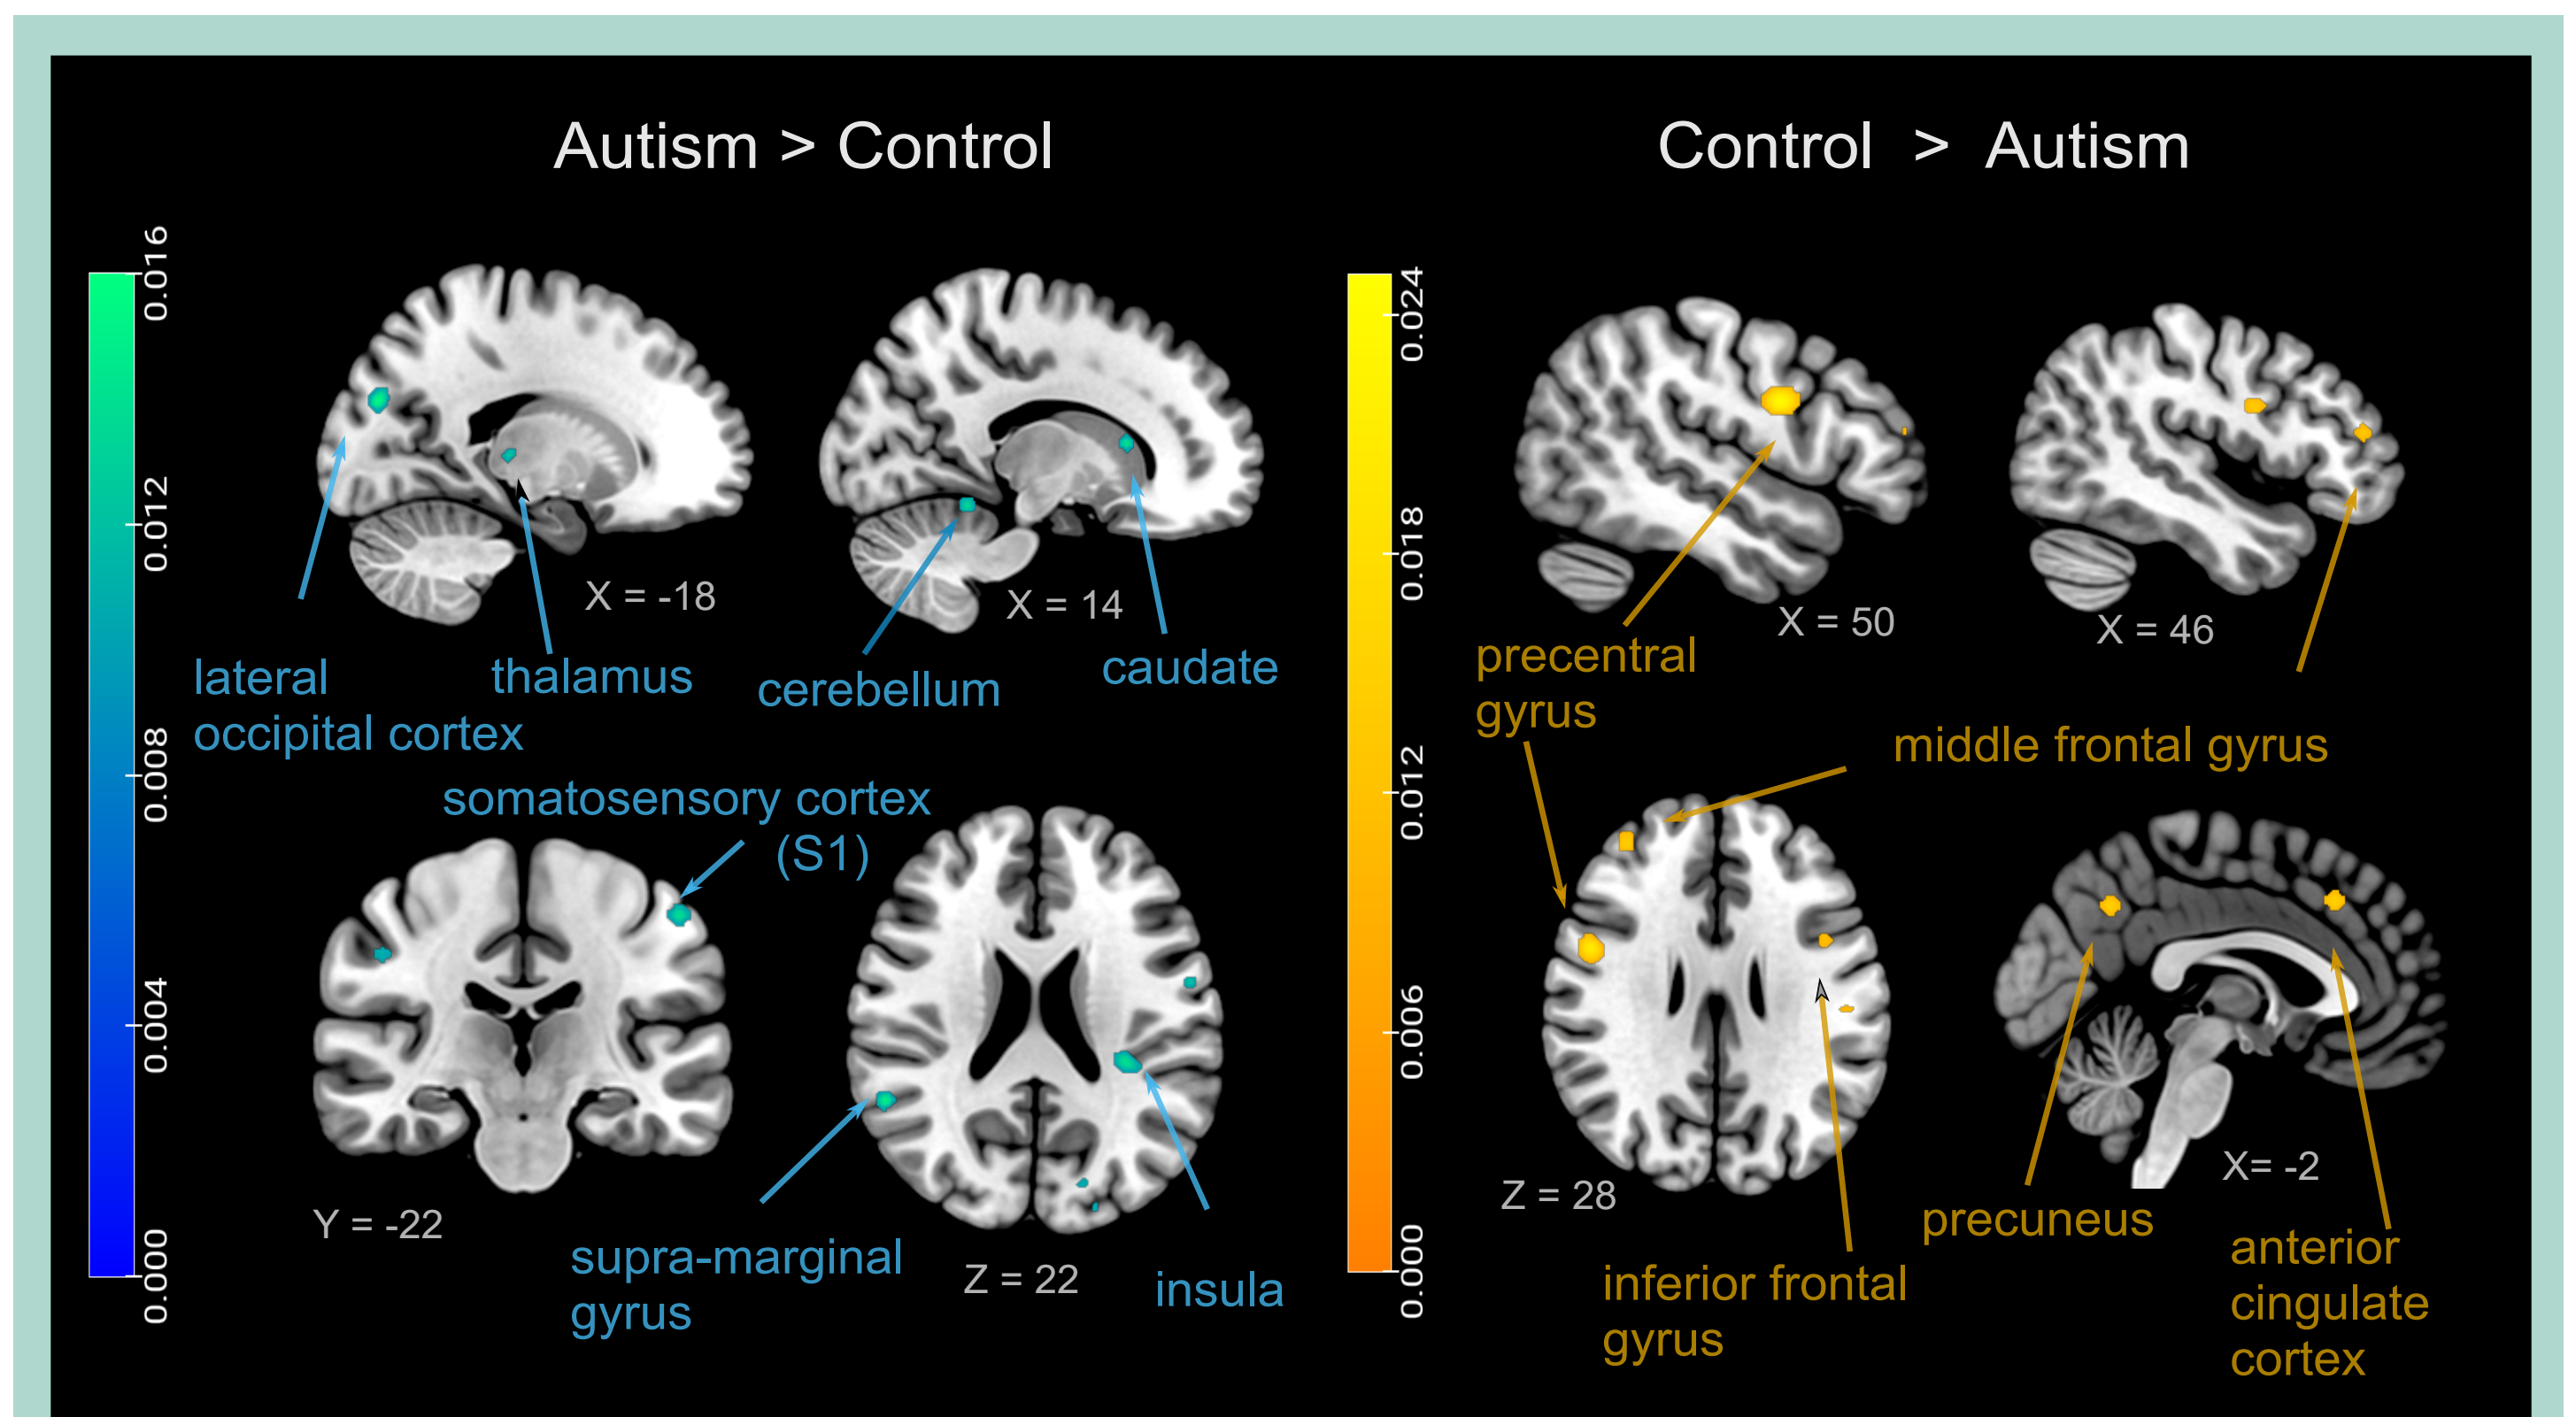 Autism > Control
0.016
0.012
0.008
0.004
0.000
X = -18
X = 14
lateral
occipital cortex
thalamus
cerebellum
caudate
somatosensory cortex
(S1)
Y = -22
supra-marginal
gyrus
Z = 22
insula
Control > Autism
0.024
0.018
0.012
0.006
0.000
X = 50
X = 46
precentral
gyrus
middle frontal gyrus
Z = 28
X= -2
inferior frontal
gyrus
precuneus
anterior
cingulate
cortex